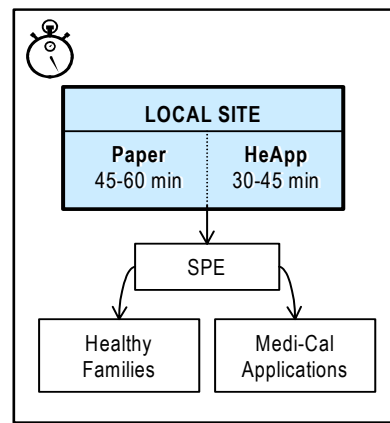 LOCAL SITE
Paper
45-60 min
HeApp
30-45 min
SPE
Healthy
Families
Medi-Cal
Applications